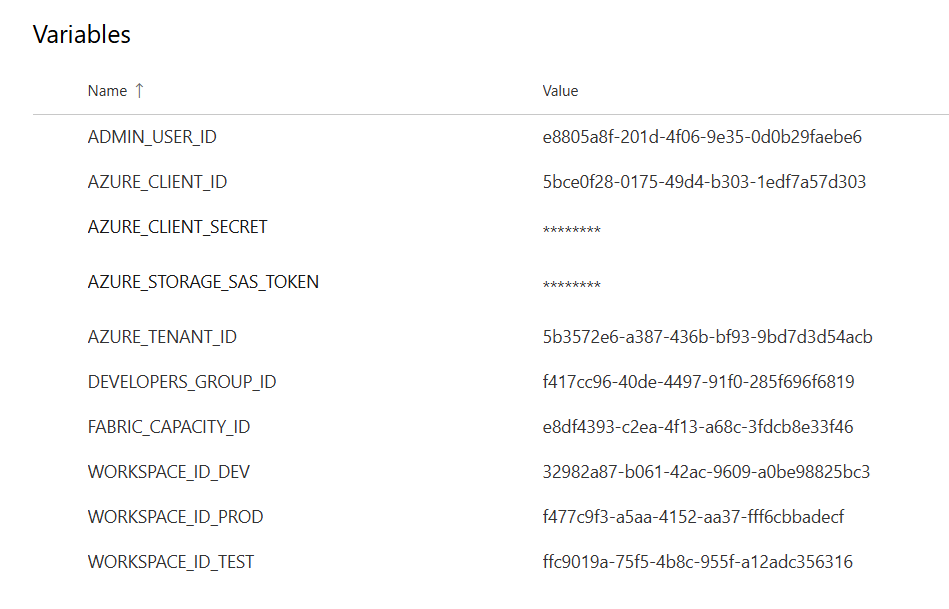 Variables
Name ↑ Value
ADMIN_USER_ID e8805a8f-201d-4f06-9e35-0d0b29faebe6
AZURE_CLIENT_ID 5bce0f28-0175-49d4-b303-1edf7a57d303
AZURE_CLIENT_SECRET ********
AZURE_STORAGE_SAS_TOKEN ********
AZURE_TENANT_ID 5b3572e6-a387-436b-bf93-9bd7d3d54acb
DEVELOPERS_GROUP_ID f417cc96-40de-4497-91f0-285f696f6819
FABRIC_CAPACITY_ID e8df4393-c2ea-4f13-a68c-3fdcb8e33f46
WORKSPACE_ID_DEV 32982a87-b061-42ac-9609-a0be98825bc3
WORKSPACE_ID_PROD f477c9f3-a5aa-4152-aa37-fff6cbbadecf
WORKSPACE_ID_TEST ffc9019a-75f5-4b8c-955f-a12adc356316